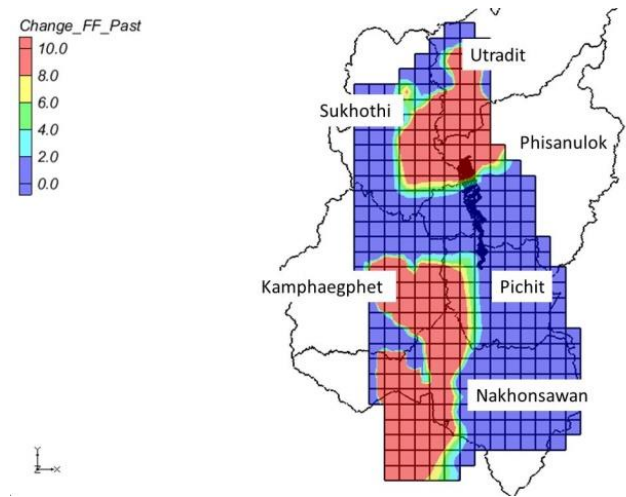 Change_FF_Past
10.0
8.0
6.0
4.0
2.0
0.0
Utradit
Sukhothi
Phisanulok
Kamphaegphet
Pichit
Nakhonsawan
Y
Z
X